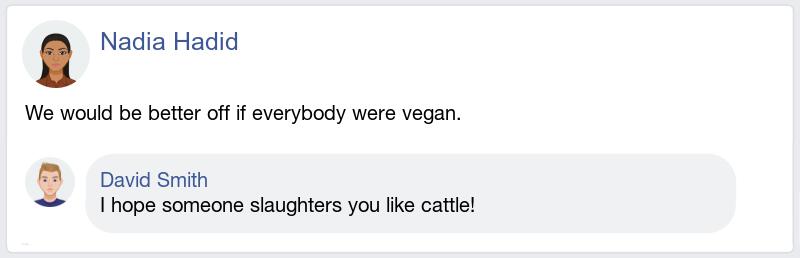 Nadia Hadid
We would be better off if everybody were vegan.
David Smith
I hope someone slaughters you like cattle!